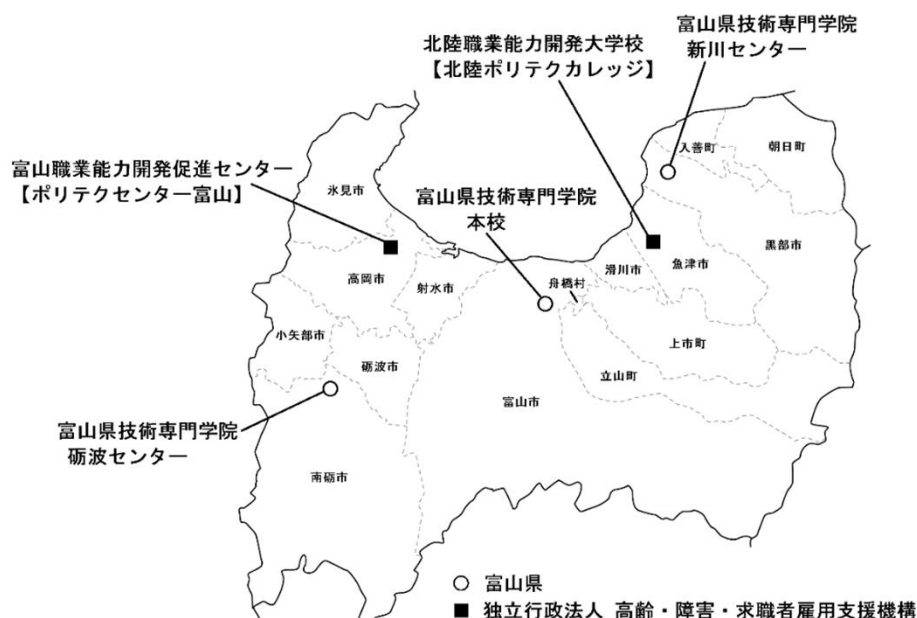 富山県技術専門学院
新川センター
北陸職業能力開発大学校
【北陸ポリテクカレッジ】
富山職業能力開発促進センター
【ポリテクセンター富山】
富山県技術専門学院
本校
入善町
朝日町
氷見市
黒部市
魚津市
滑川市
舟橋村
高岡市
射水市
小矢部市
砺波市
上市町
立山町
富山市
富山県技術専門学院
砺波センター
南砺市
富山県
独立行政法人 高齢・障害・求職者雇用支援機構